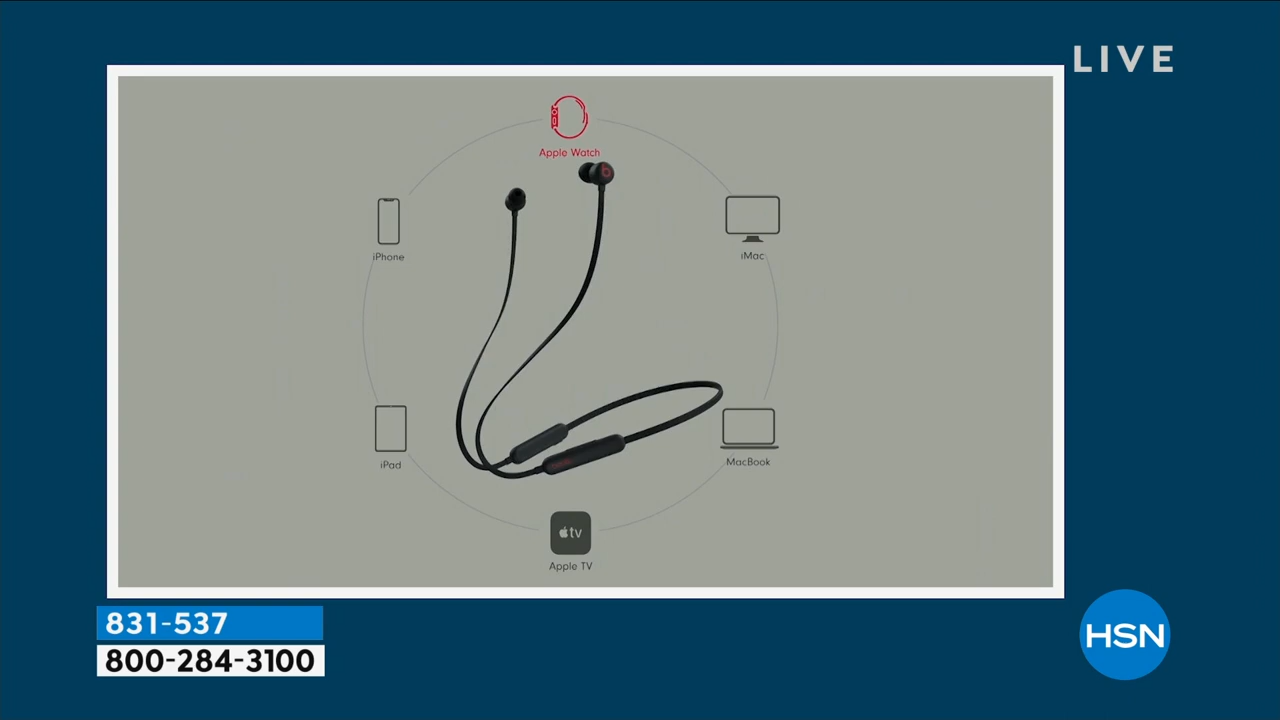 LIVE
Apple Watch
iPhone
iMac
iPad
MacBook
tv
Apple TV
831-537
800-284-3100
HSN